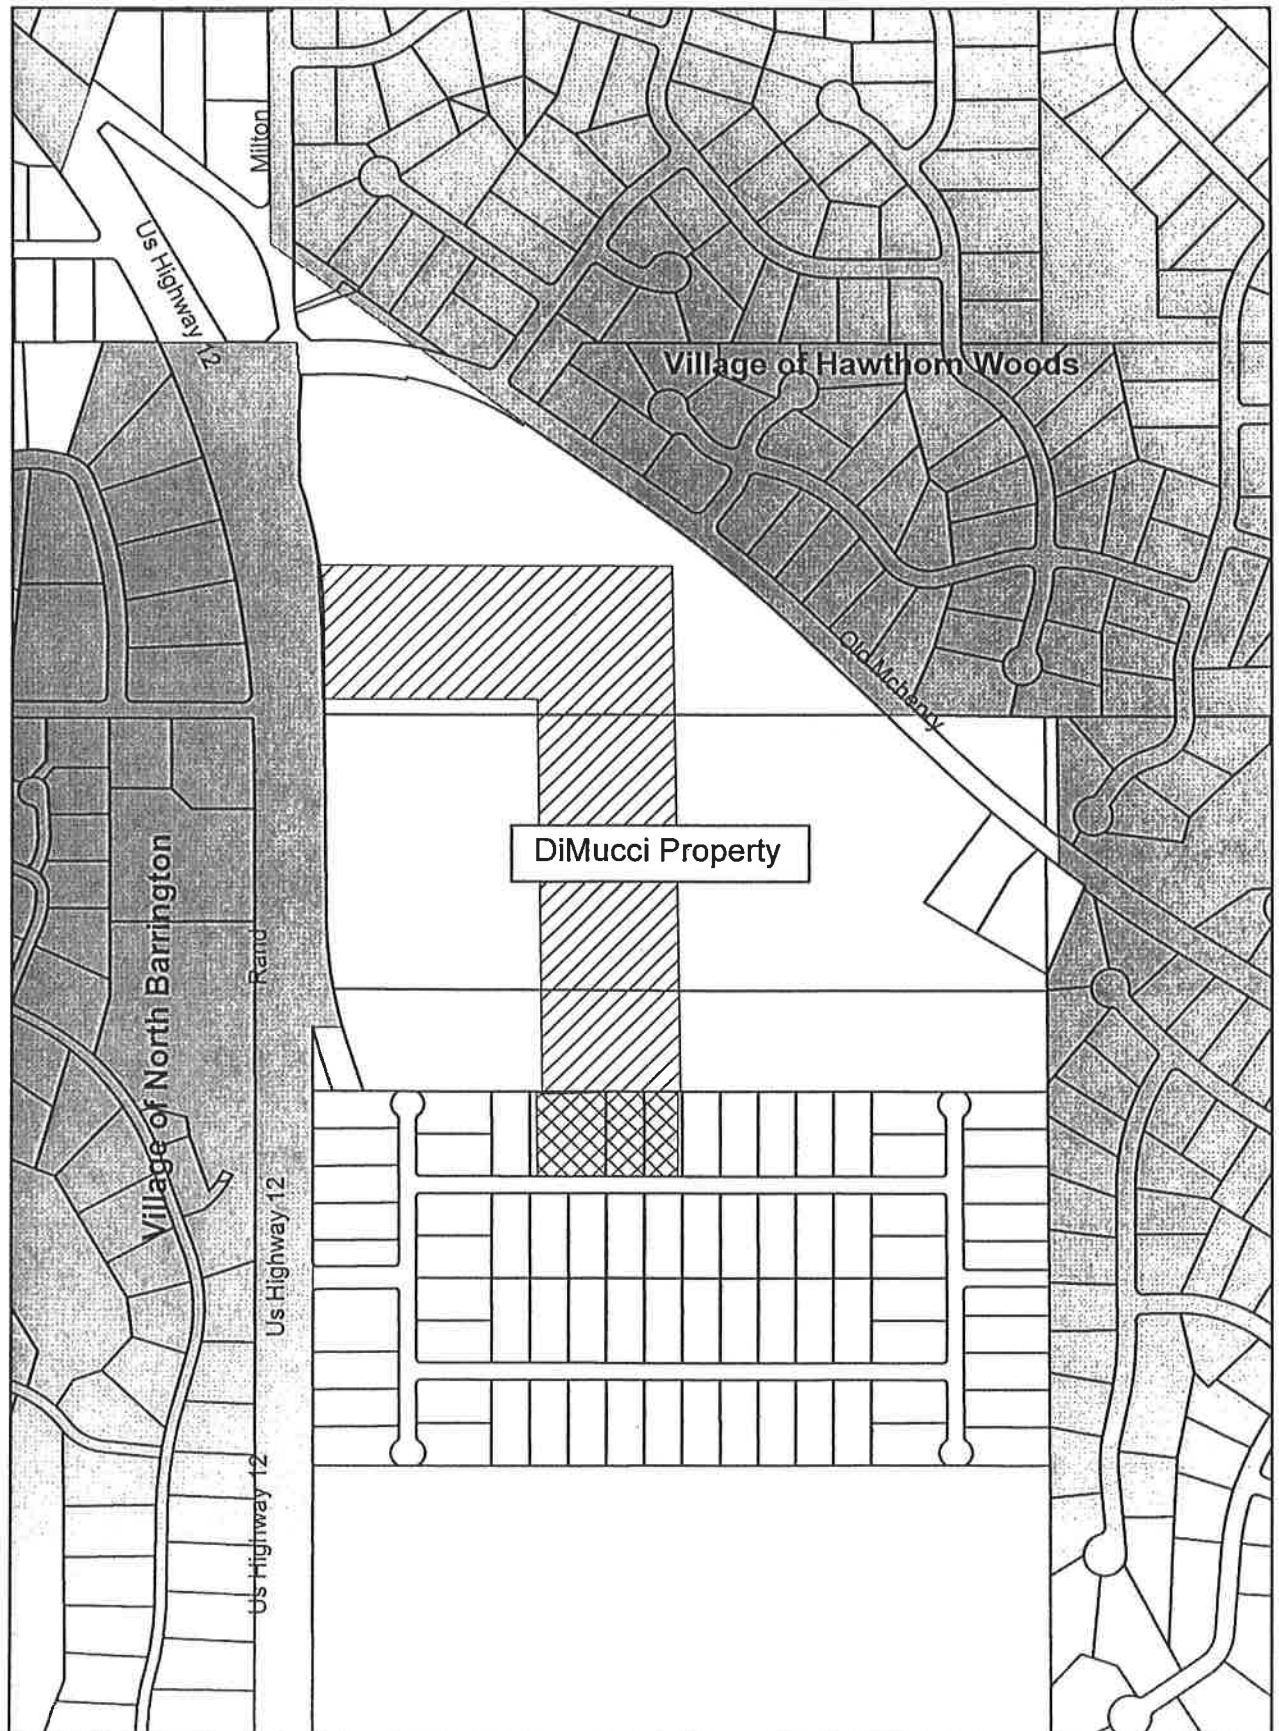 Milton
Us Highway 12
Village of Hawthorn Woods
Old Mchenry
DiMucci Property
Village of North Barrington
Rand
Us Highway 12
Us Highway 12